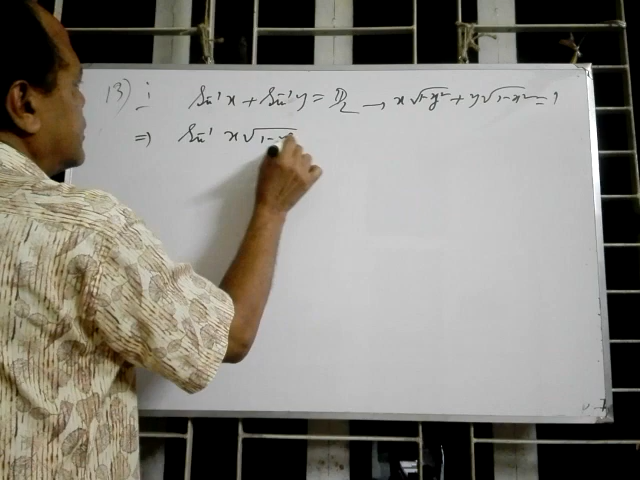 13) i sin⁻¹x + sin⁻¹y = π/2 → x√1-y² + y√1-x² = 1
⇒) sin⁻¹ x√1-y